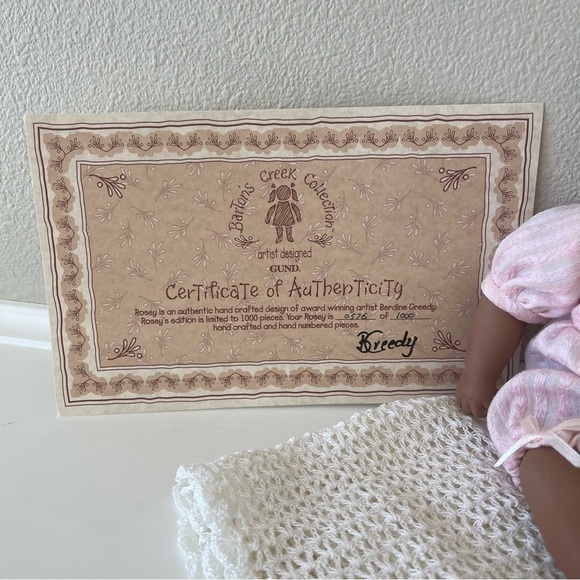 Barton's Creek Collection
artist designed
GUND.
Certificate of Authenticity
Rosey is an authentic hand crafted design of award winning artist Berdine Creedy.
Rosey's edition is limited to 1000 pieces. Your Rosey is 0576 of 1000
hand crafted and hand numbered pieces.
BCreedy